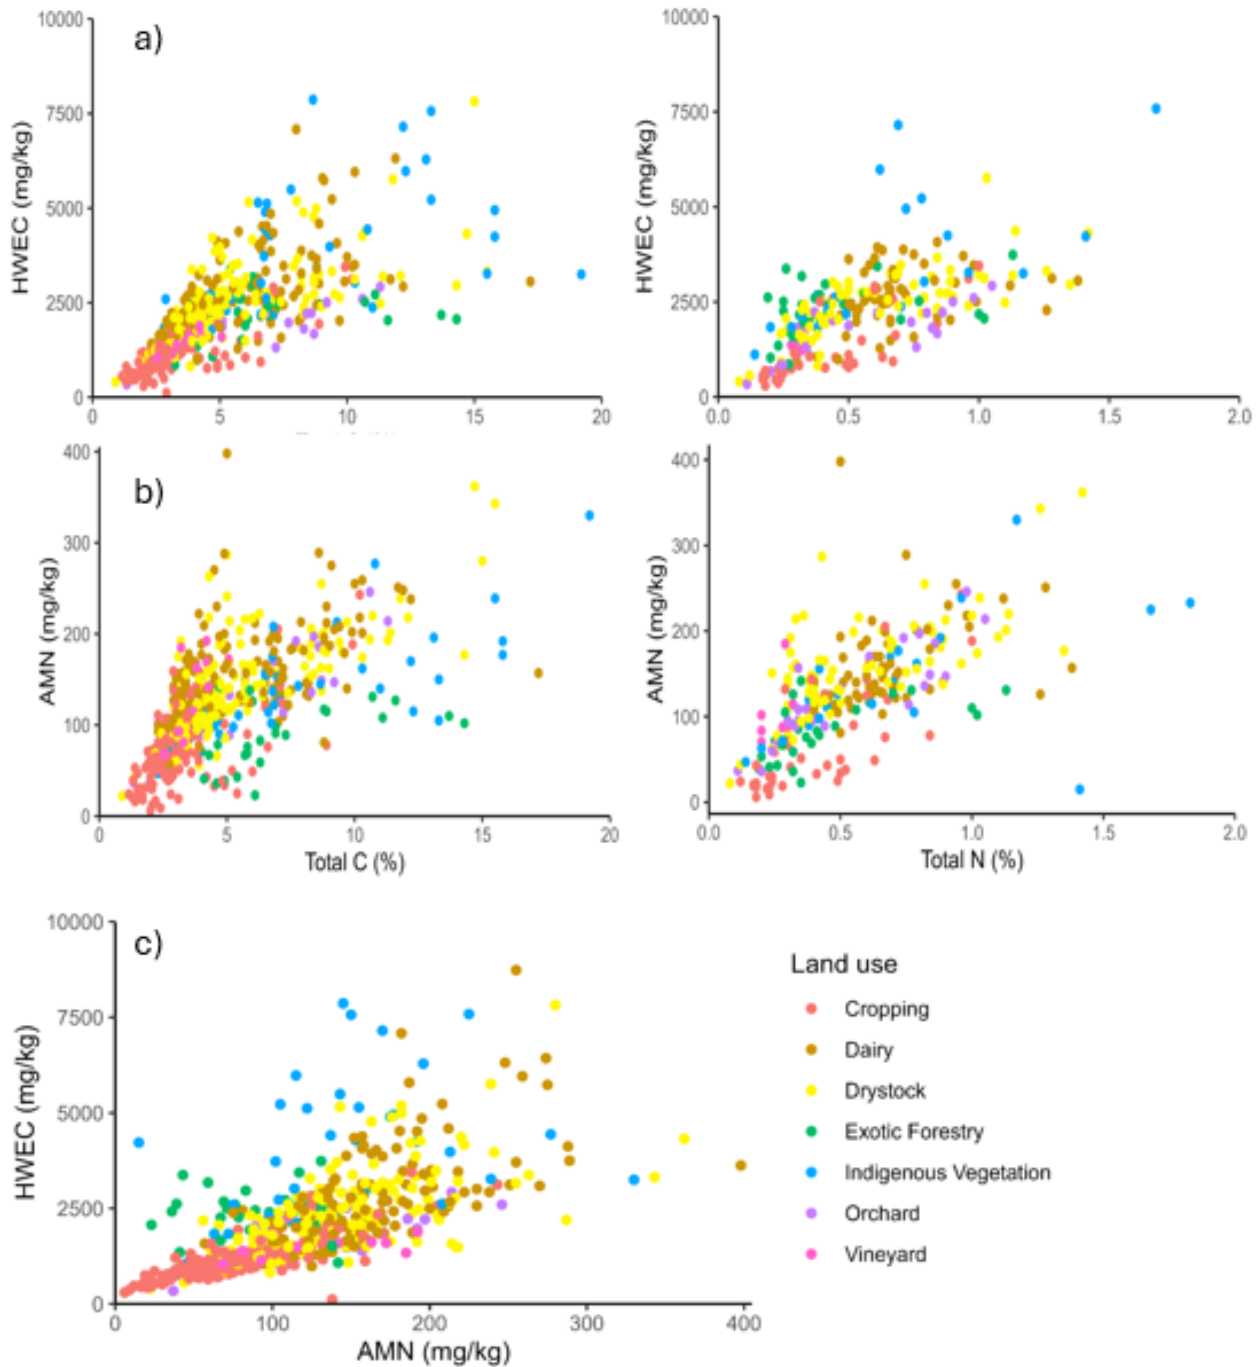 a)
HWEC (mg/kg)
10000
7500
5000
2500
0
0 5 10 15 20
HWEC (mg/kg)
10000
7500
5000
2500
0
0.0 0.5 1.0 1.5 2.0
b)
AMN (mg/kg)
400
300
200
100
0
0 5 10 15 20
Total C (%)
AMN (mg/kg)
400
300
200
100
0
0.0 0.5 1.0 1.5 2.0
Total N (%)
c)
HWEC (mg/kg)
10000
7500
5000
2500
0
0 100 200 300 400
AMN (mg/kg)
Land use
Cropping
Dairy
Drystock
Exotic Forestry
Indigenous Vegetation
Orchard
Vineyard